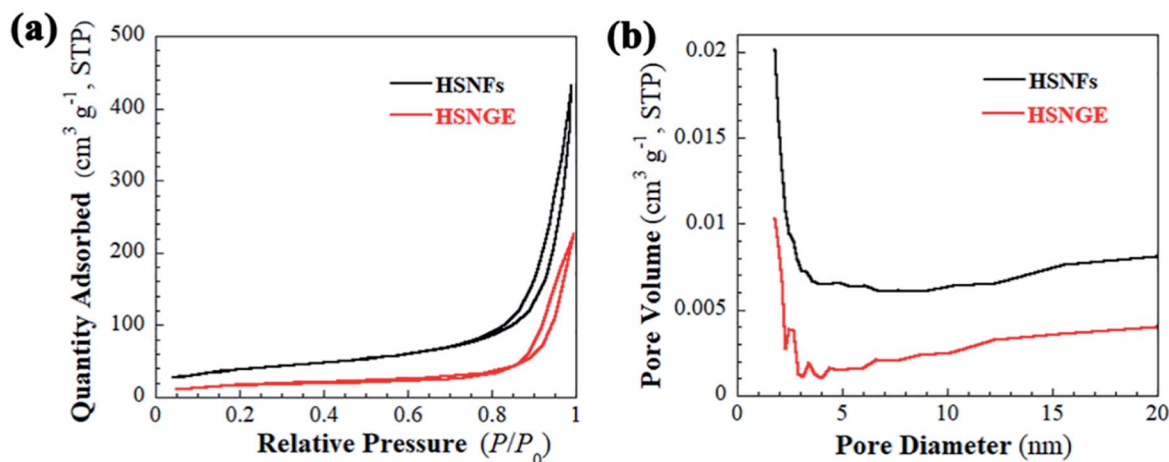 (a)
Quantity Adsorbed (cm³ g⁻¹, STP)
500
400
300
200
100
0
HSNFs
HSNGE
0 0.2 0.4 0.6 0.8 1
Relative Pressure (P/P₀)
(b)
Pore Volume (cm³ g⁻¹, STP)
0.02
0.015
0.01
0.005
0
HSNFs
HSNGE
0 5 10 15 20
Pore Diameter (nm)